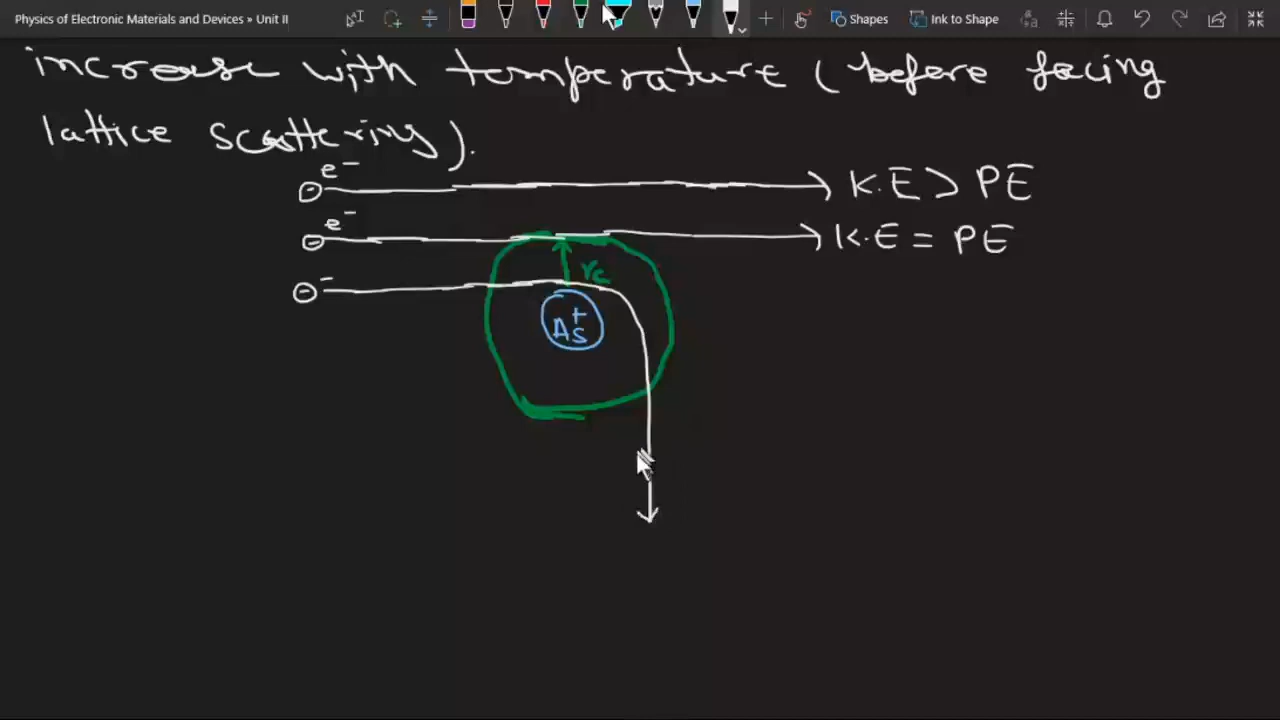 Physics of Electronic Materials and Devices » Unit II
Shapes
Ink to Shape
increase with temperature (before facing
lattice scattering).
e⁻
K.E > PE
e⁻
K.E = PE
rc
As⁺